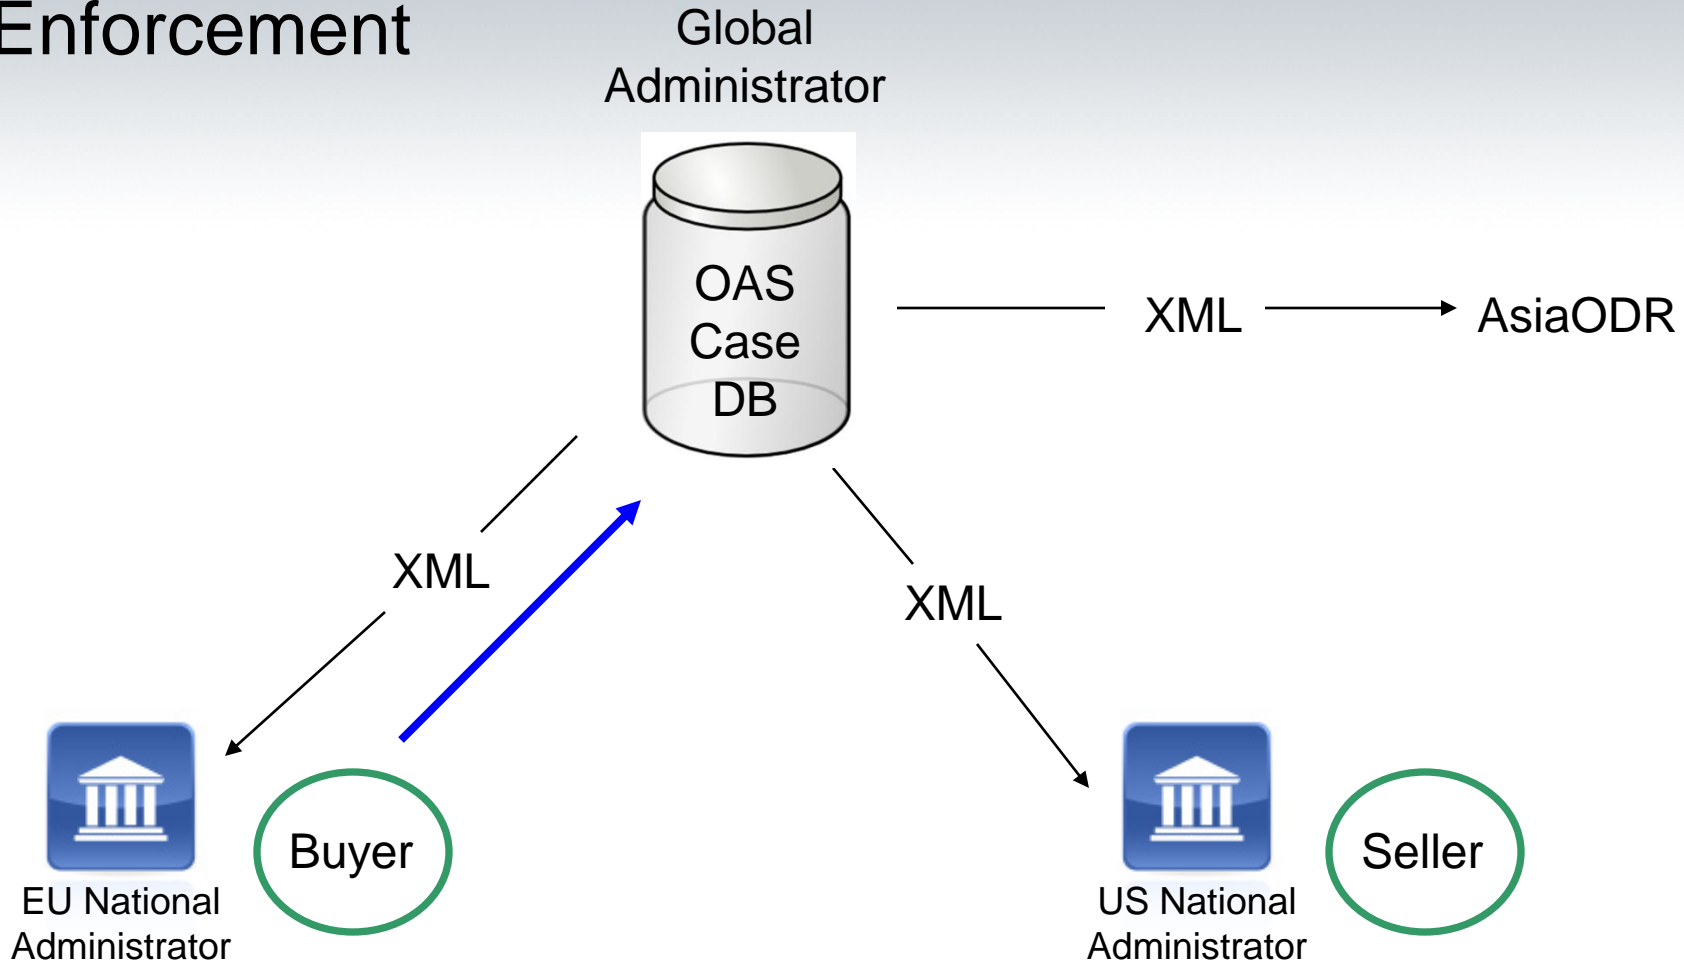 Enforcement
Global
Administrator
OAS
Case
DB
XML
AsiaODR
XML
XML
Buyer
Seller
EU National
Administrator
US National
Administrator